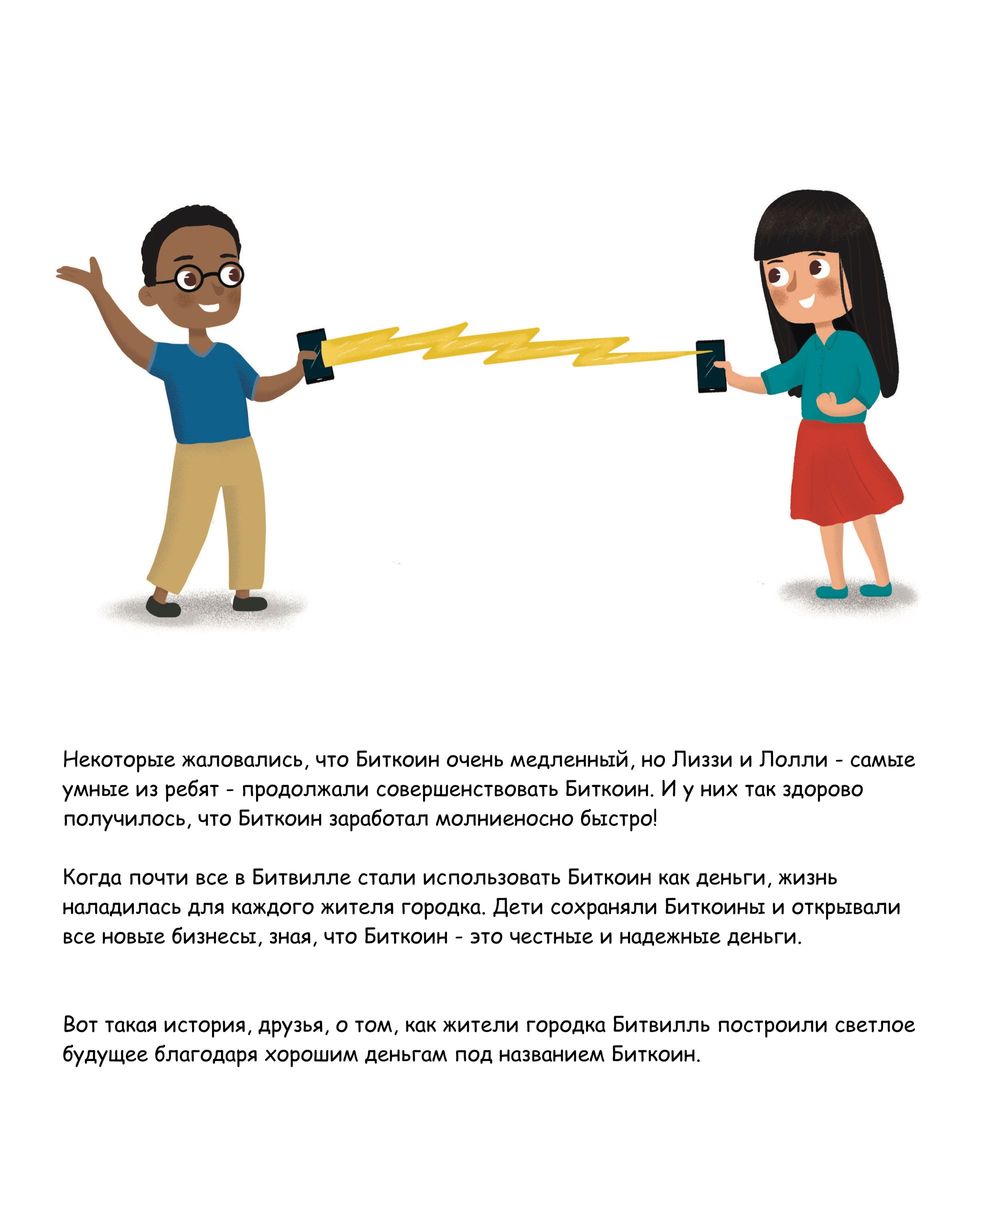 Некоторые жаловались, что Биткоин очень медленный, но Лиззи и Лолли - самые
умные из ребят - продолжали совершенствовать Биткоин. И у них так здорово
получилось, что Биткоин заработал молниеносно быстро!
Когда почти все в Битвилле стали использовать Биткоин как деньги, жизнь
наладилась для каждого жителя городка. Дети сохраняли Биткоины и открывали
все новые бизнесы, зная, что Биткоин - это честные и надежные деньги.
Вот такая история, друзья, о том, как жители городка Битвилль построили светлое
будущее благодаря хорошим деньгам под названием Биткоин.